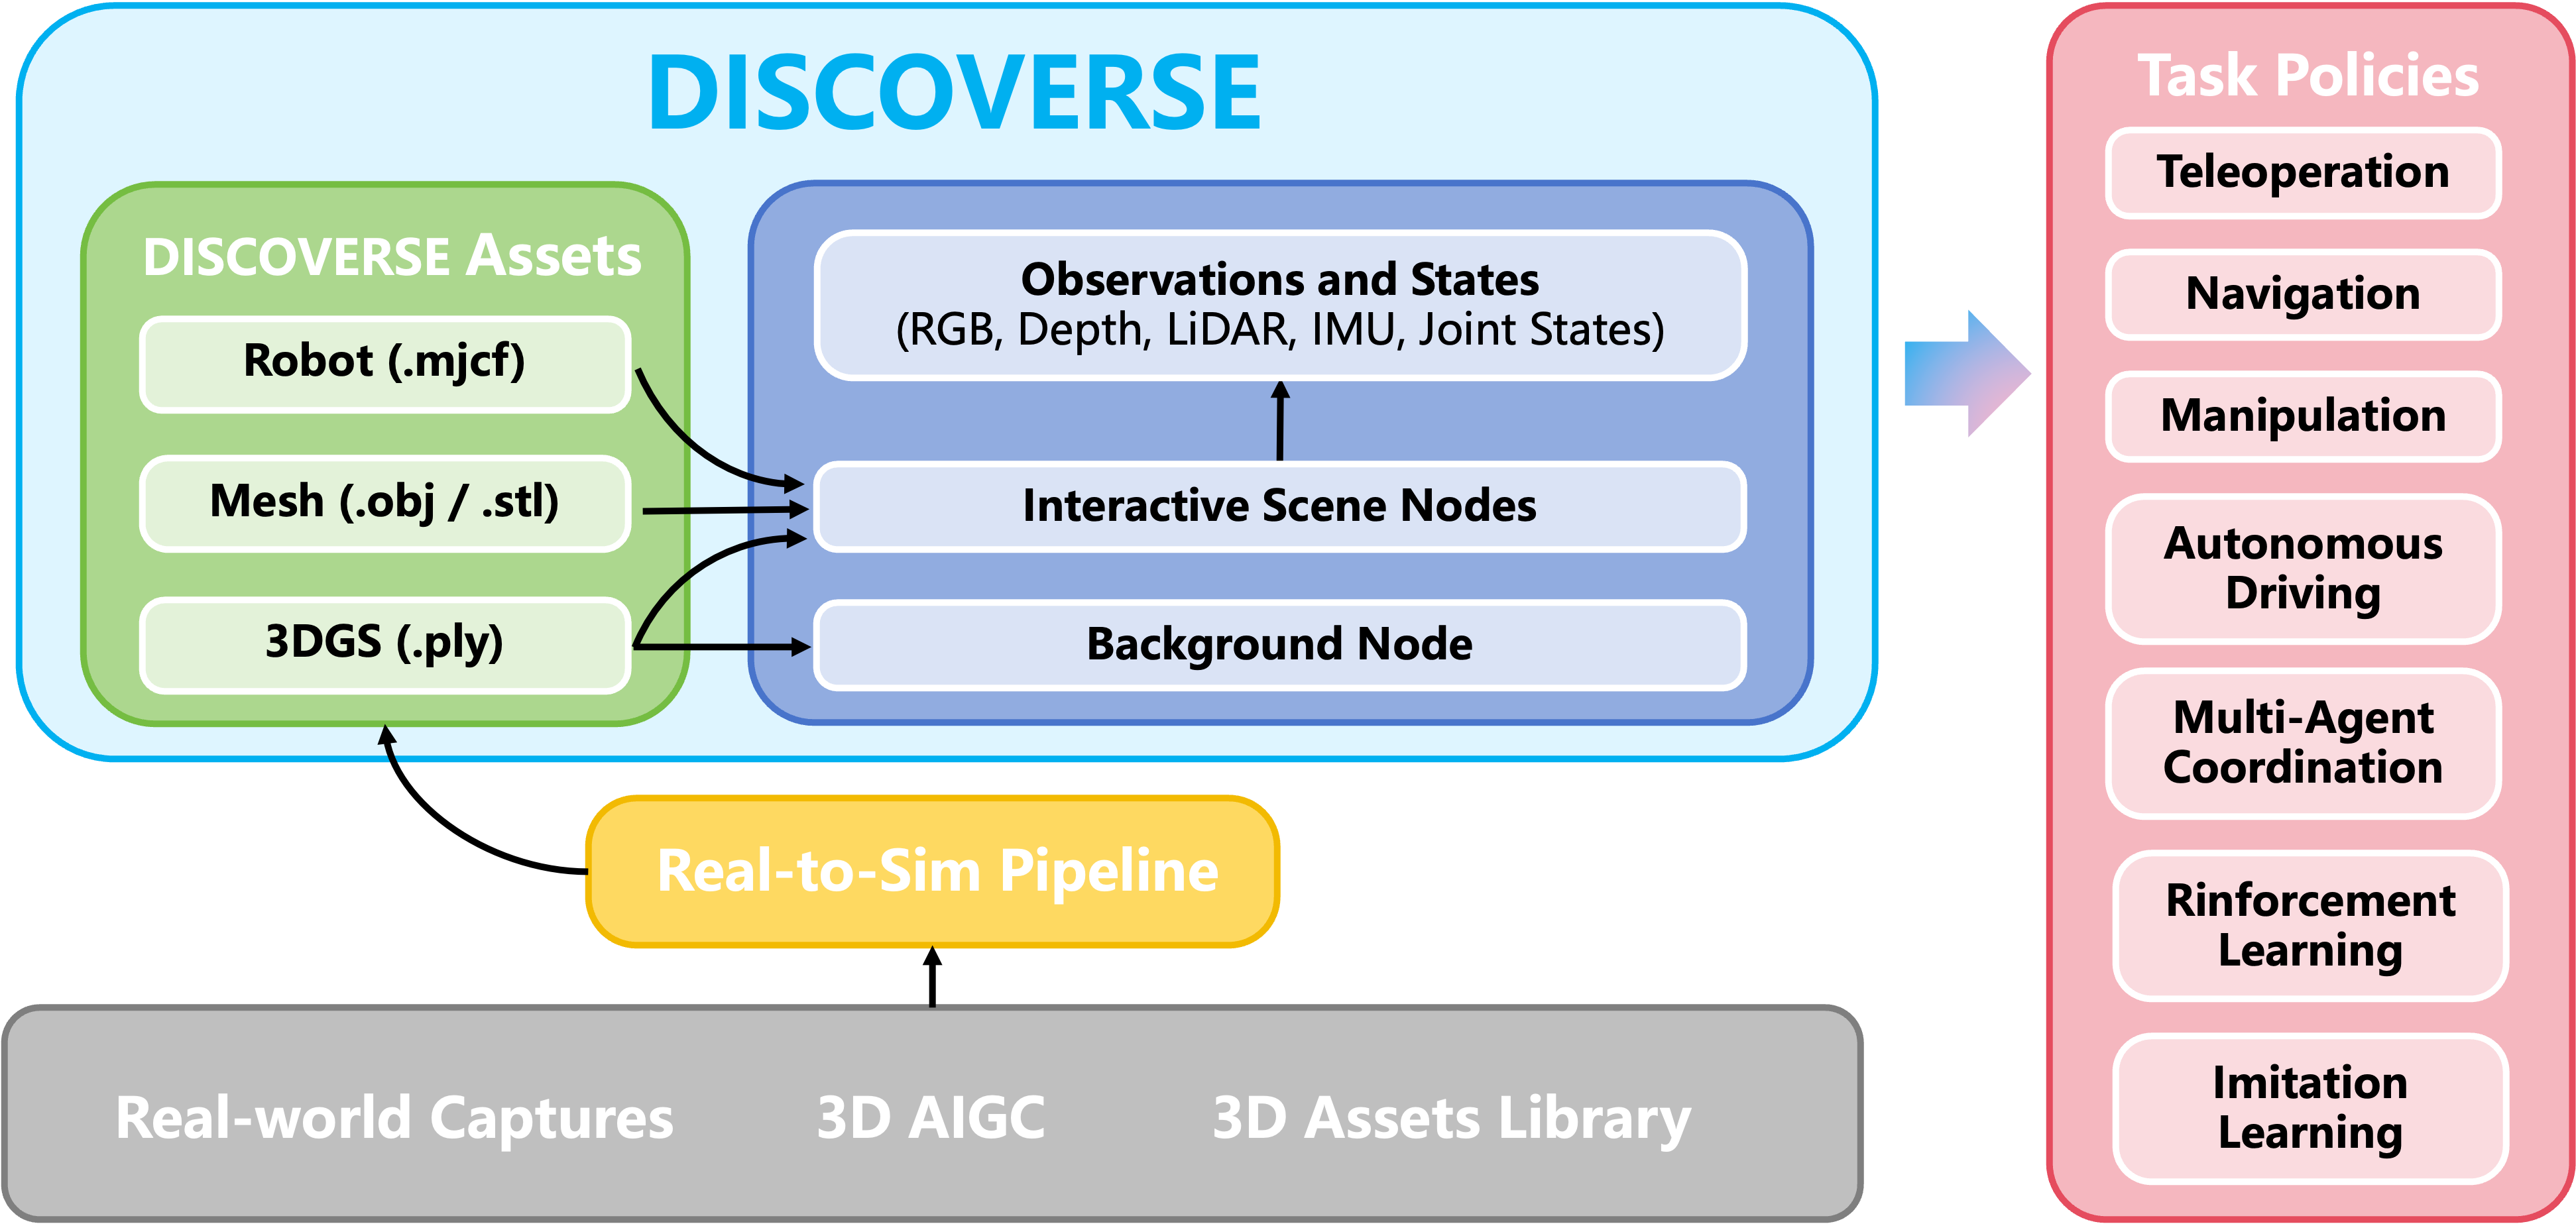 DISCOVERSE
DISCOVERSE Assets
Robot (.mjcf)
Mesh (.obj / .stl)
3DGS (.ply)
Observations and States
(RGB, Depth, LiDAR, IMU, Joint States)
Interactive Scene Nodes
Background Node
Real-to-Sim Pipeline
Real-world Captures
3D AIGC
3D Assets Library
Task Policies
Teleoperation
Navigation
Manipulation
Autonomous
Driving
Multi-Agent
Coordination
Rinforcement
Learning
Imitation
Learning